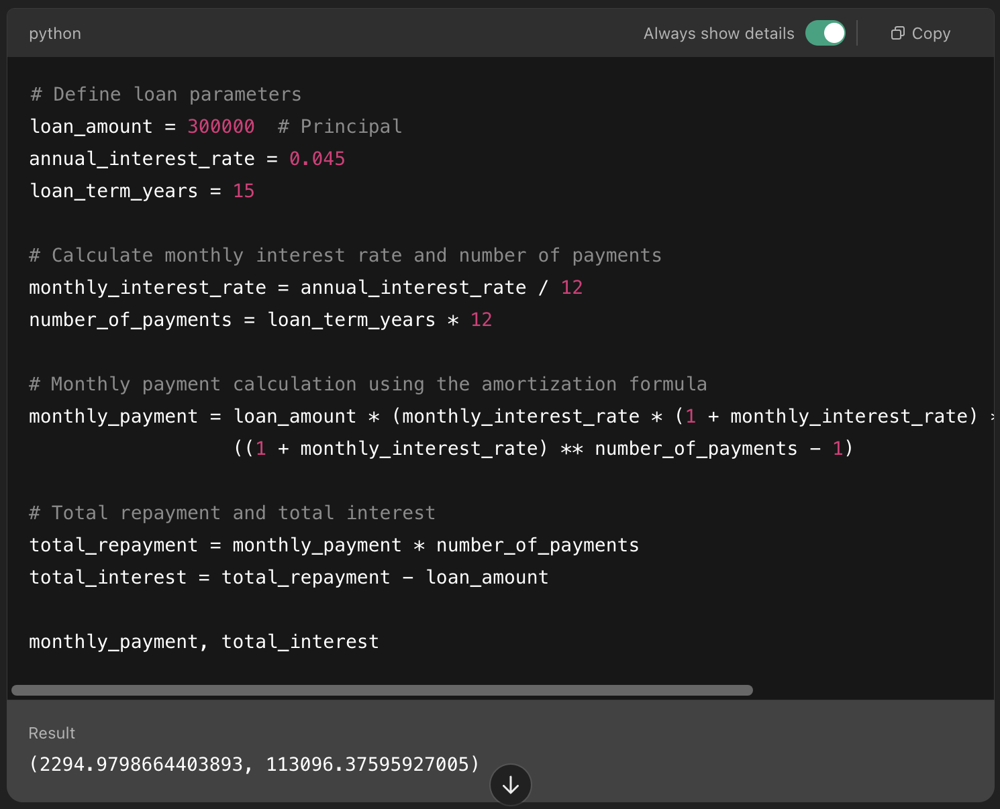 python Always show details Copy
# Define loan parameters
loan_amount = 300000  # Principal
annual_interest_rate = 0.045
loan_term_years = 15
# Calculate monthly interest rate and number of payments
monthly_interest_rate = annual_interest_rate / 12
number_of_payments = loan_term_years * 12
# Monthly payment calculation using the amortization formula
monthly_payment = loan_amount * (monthly_interest_rate * (1 + monthly_interest_rate)
((1 + monthly_interest_rate) ** number_of_payments - 1)
# Total repayment and total interest
total_repayment = monthly_payment * number_of_payments
total_interest = total_repayment - loan_amount
monthly_payment, total_interest
Result
(2294.9798664403893, 113096.37595927005)